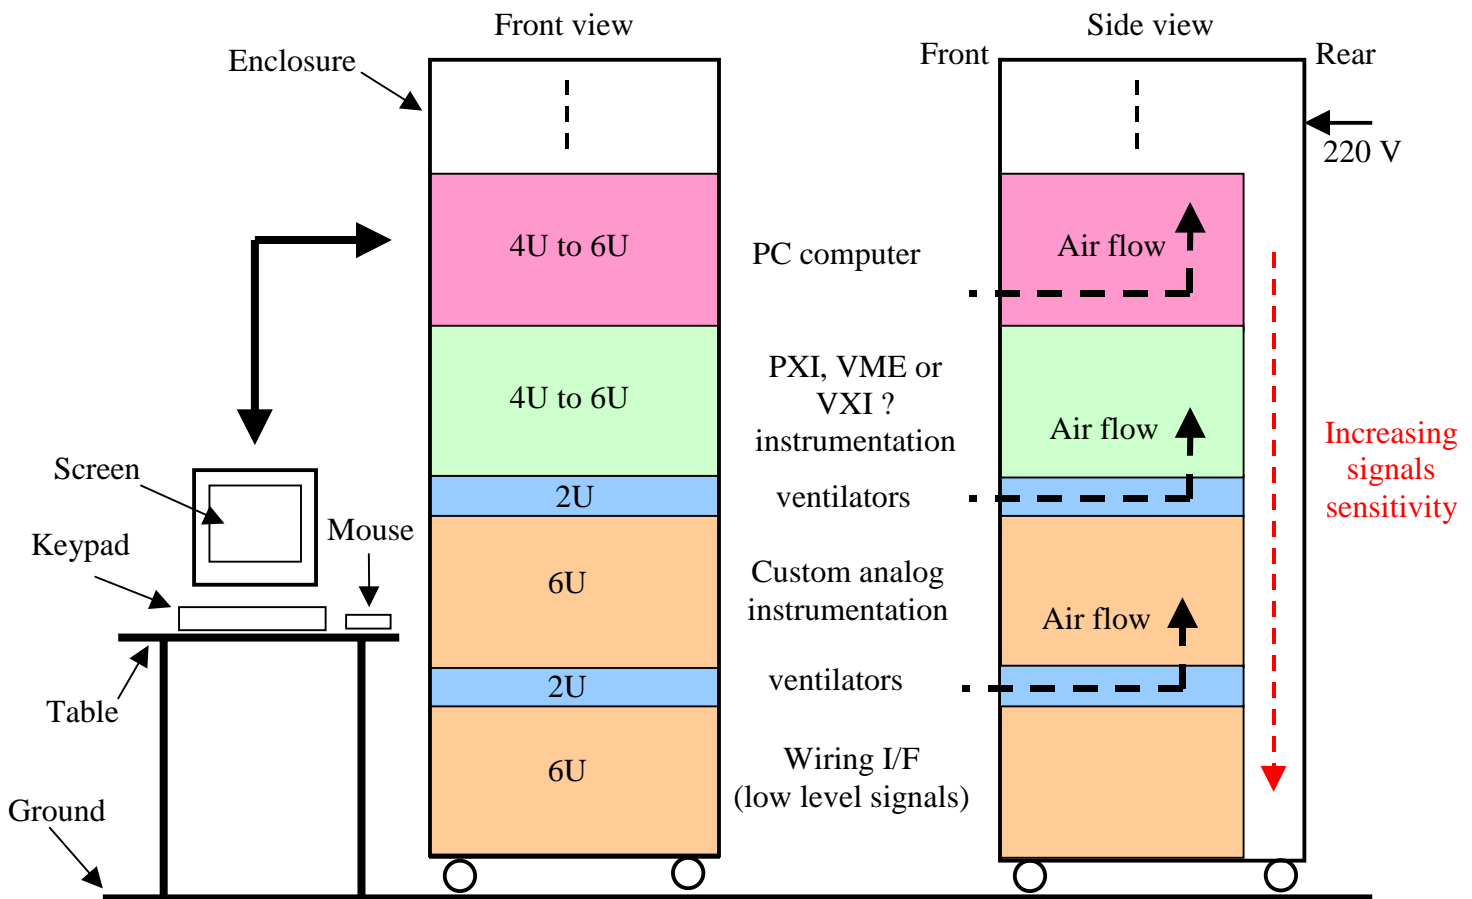 Front view
Side view
Enclosure
Front
Rear
220 V
4U to 6U
PC computer
Air flow
4U to 6U
PXI, VME or
VXI ?
instrumentation
Air flow
Increasing
signals
sensitivity
Screen
2U
ventilators
Keypad
Mouse
6U
Custom analog
instrumentation
Air flow
2U
ventilators
Table
6U
Wiring I/F
(low level signals)
Ground